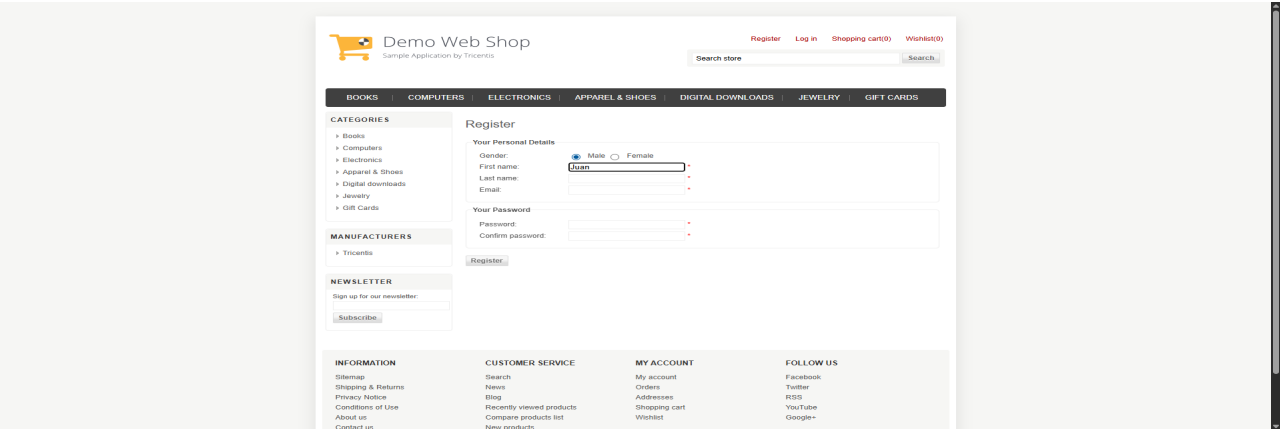 Demo Web Shop
Sample Application by Tricentis
Register Log in Shopping cart(0) Wishlist(0)
Search store Search
BOOKS | COMPUTERS | ELECTRONICS | APPAREL & SHOES | DIGITAL DOWNLOADS | JEWELRY | GIFT CARDS
CATEGORIES
Books
Computers
Electronics
Apparel & Shoes
Digital downloads
Jewelry
Gift Cards
MANUFACTURERS
Tricentis
NEWSLETTER
Sign up for our newsletter:
Subscribe
Register
Your Personal Details
Gender: Male Female
First name: Juan *
Last name: *
Email: *
Your Password
Password: *
Confirm password: *
Register
INFORMATION
Sitemap
Shipping & Returns
Privacy Notice
Conditions of Use
About us
Contact us
CUSTOMER SERVICE
Search
News
Blog
Recently viewed products
Compare products list
New products
MY ACCOUNT
My account
Orders
Addresses
Shopping cart
Wishlist
FOLLOW US
Facebook
Twitter
RSS
YouTube
Google+